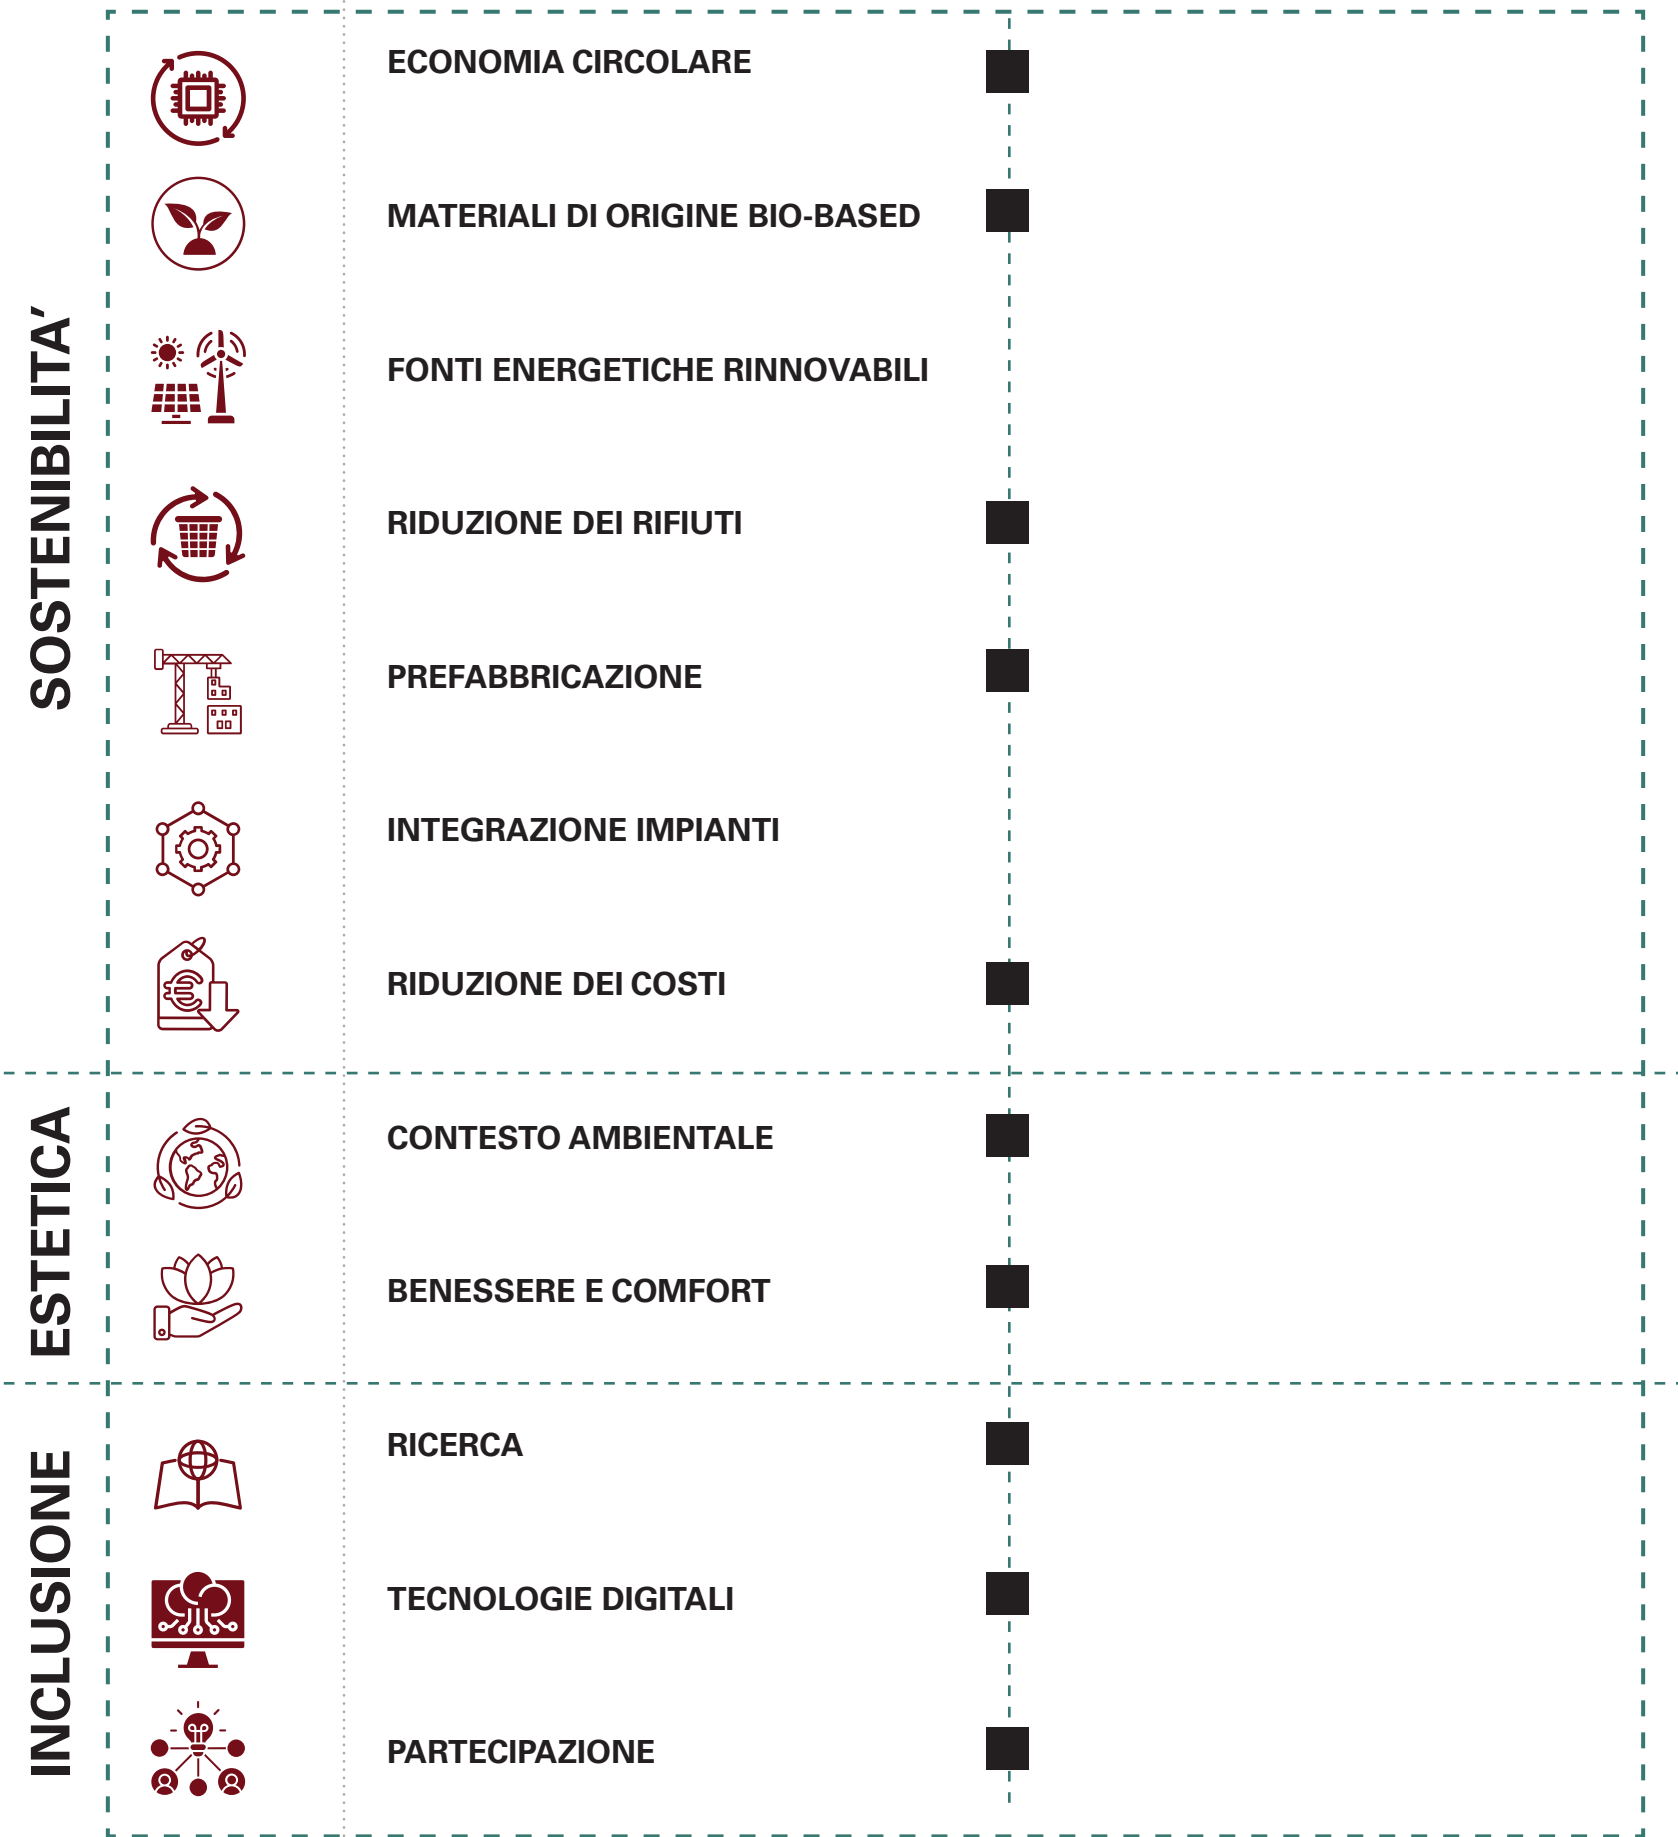 SOSTENIBILITA’
ECONOMIA CIRCOLARE
MATERIALI DI ORIGINE BIO-BASED
FONTI ENERGETICHE RINNOVABILI
RIDUZIONE DEI RIFIUTI
PREFABBRICAZIONE
INTEGRAZIONE IMPIANTI
RIDUZIONE DEI COSTI
ESTETICA
CONTESTO AMBIENTALE
BENESSERE E COMFORT
INCLUSIONE
RICERCA
TECNOLOGIE DIGITALI
PARTECIPAZIONE